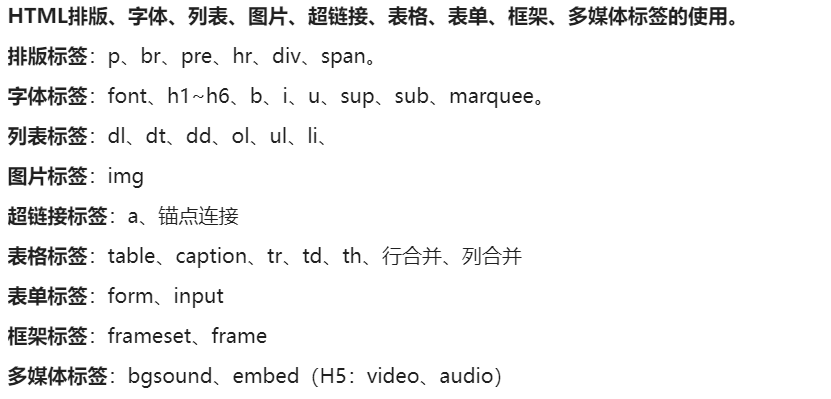 HTML排版、字体、列表、图片、超链接、表格、表单、框架、多媒体标签的使用。
排版标签：p、br、pre、hr、div、span。
字体标签：font、h1~h6、b、i、u、sup、sub、marquee。
列表标签：dl、dt、dd、ol、ul、li、
图片标签：img
超链接标签：a、锚点连接
表格标签：table、caption、tr、td、th、行合并、列合并
表单标签：form、input
框架标签：frameset、frame
多媒体标签：bgsound、embed（H5：video、audio）